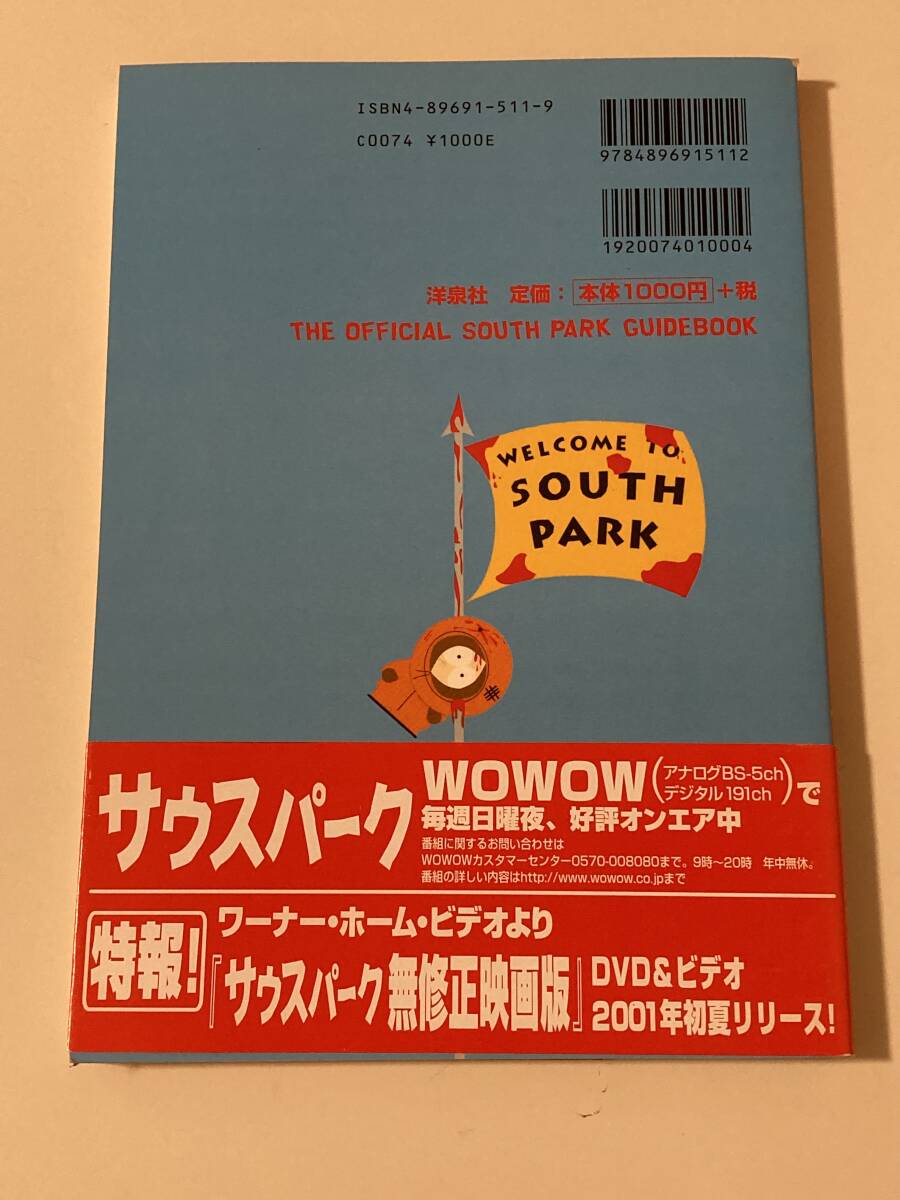 ISBN4-89691-511-9
C0074 ¥1000E
9784896915112
1920074010004
洋泉社 定価：本体1000円+税
THE OFFICIAL SOUTH PARK GUIDEBOOK
WELCOME TO
SOUTH
PARK
サウスパーク
WOWOW(アナログBS-5ch
デジタル191ch)で
毎週日曜夜、好評オンエア中
番組に関するお問い合わせは
WOWOWカスタマーセンター0570-008080まで。9時〜20時 年中無休。
番組の詳しい内容はhttp://www.wowow.co.jpまで
特報!
ワーナー・ホーム・ビデオより
『サウスパーク無修正映画版』
DVD&ビデオ
2001年初夏リリース!